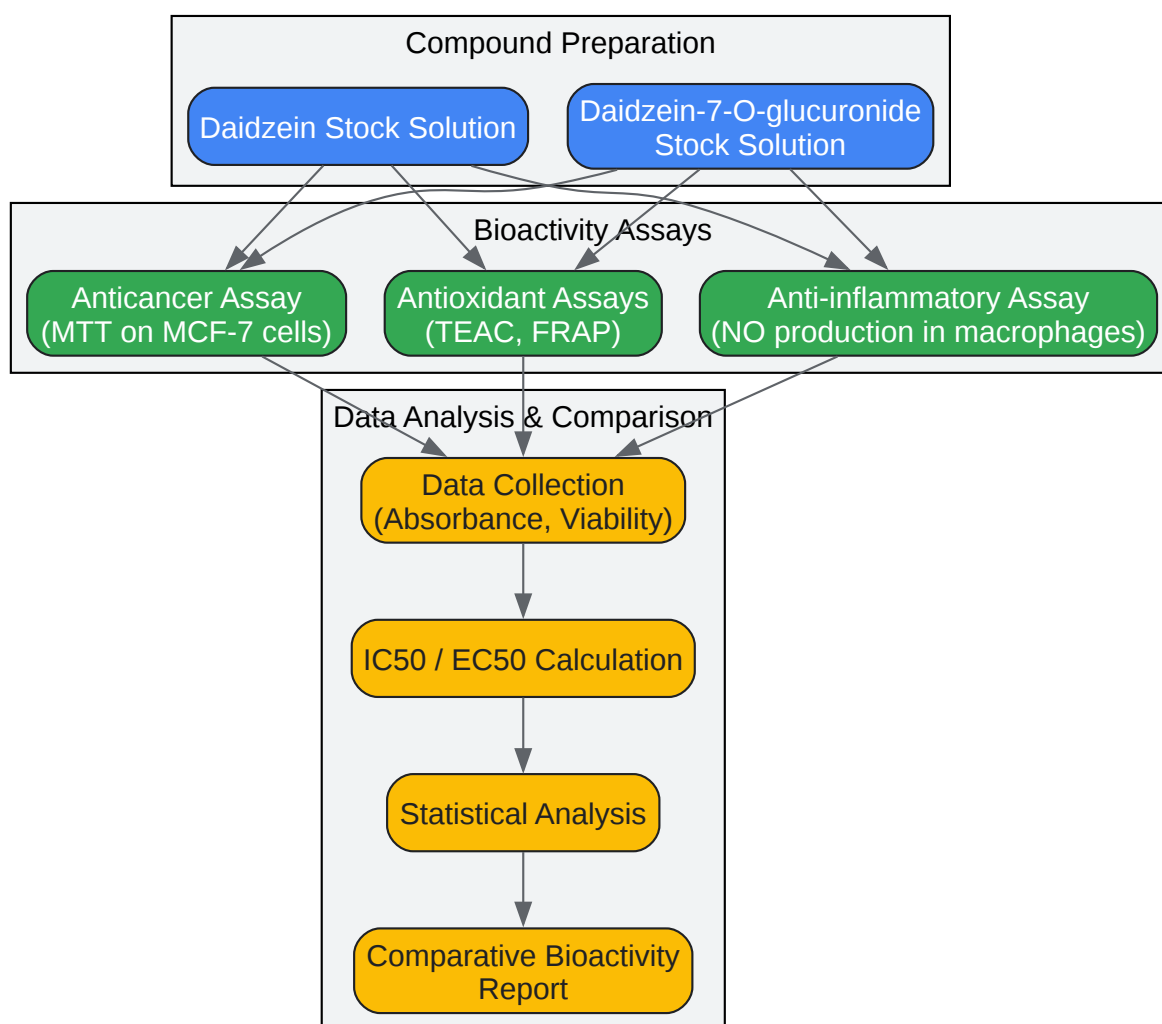 Compound Preparation
Daidzein Stock Solution
Daidzein-7-O-glucuronide
Stock Solution
Bioactivity Assays
Anticancer Assay
(MTT on MCF-7 cells)
Antioxidant Assays
(TEAC, FRAP)
Anti-inflammatory Assay
(NO production in macrophages)
Data Analysis & Comparison
Data Collection
(Absorbance, Viability)
IC50 / EC50 Calculation
Statistical Analysis
Comparative Bioactivity
Report